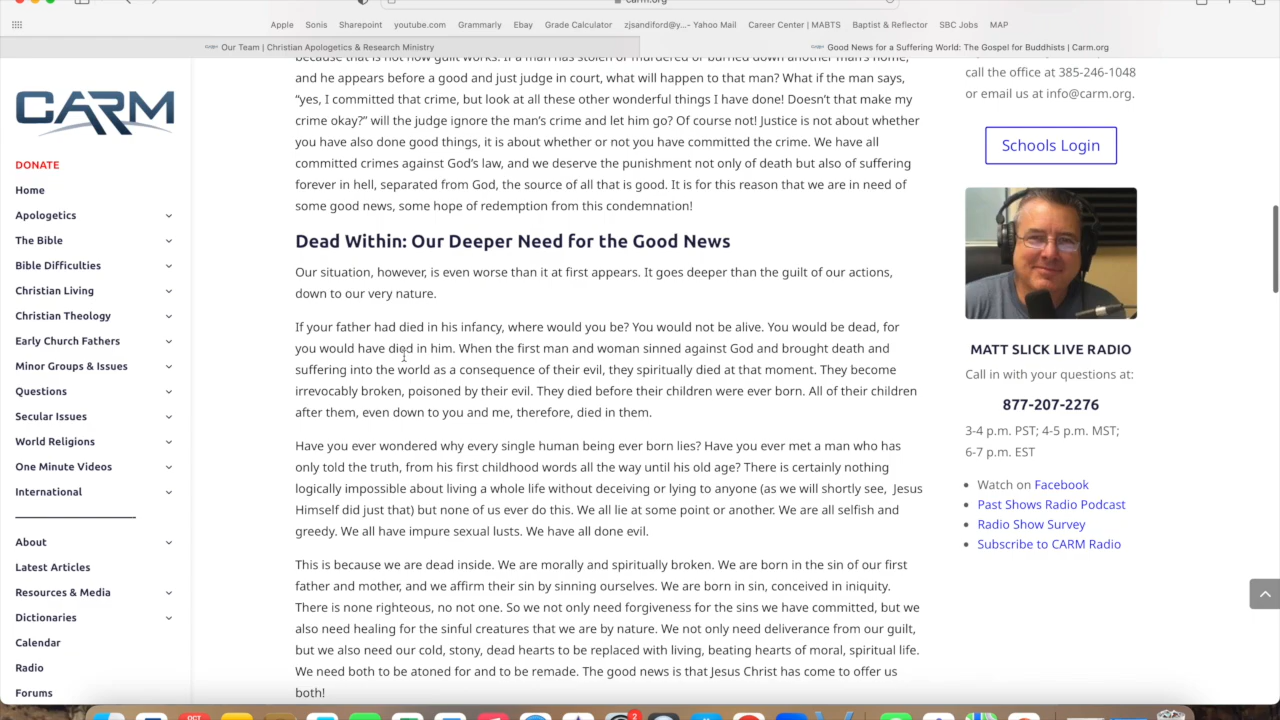 carm.org
Apple Sonis Sharepoint youtube.com Grammarly Ebay Grade Calculator zjsandiford@y...- Yahoo Mail Career Center | MABTS Baptist & Reflector SBC Jobs MAP
Our Team | Christian Apologetics & Research Ministry
Good News for a Suffering World: The Gospel for Buddhists | Carm.org
CARM
DONATE
Home
Apologetics
The Bible
Bible Difficulties
Christian Living
Christian Theology
Early Church Fathers
Minor Groups & Issues
Questions
Secular Issues
World Religions
One Minute Videos
International
About
Latest Articles
Resources & Media
Dictionaries
Calendar
Radio
Forums
and he appears before a good and just judge in court, what will happen to that man? What if the man says,
“yes, I committed that crime, but look at all these other wonderful things I have done! Doesn’t that make my
crime okay?” will the judge ignore the man’s crime and let him go? Of course not! Justice is not about whether
you have also done good things, it is about whether or not you have committed the crime. We have all
committed crimes against God’s law, and we deserve the punishment not only of death but also of suffering
forever in hell, separated from God, the source of all that is good. It is for this reason that we are in need of
some good news, some hope of redemption from this condemnation!
Dead Within: Our Deeper Need for the Good News
Our situation, however, is even worse than it at first appears. It goes deeper than the guilt of our actions,
down to our very nature.
If your father had died in his infancy, where would you be? You would not be alive. You would be dead, for
you would have died in him. When the first man and woman sinned against God and brought death and
suffering into the world as a consequence of their evil, they spiritually died at that moment. They become
irrevocably broken, poisoned by their evil. They died before their children were ever born. All of their children
after them, even down to you and me, therefore, died in them.
Have you ever wondered why every single human being ever born lies? Have you ever met a man who has
only told the truth, from his first childhood words all the way until his old age? There is certainly nothing
logically impossible about living a whole life without deceiving or lying to anyone (as we will shortly see, Jesus
Himself did just that) but none of us ever do this. We all lie at some point or another. We are all selfish and
greedy. We all have impure sexual lusts. We have all done evil.
This is because we are dead inside. We are morally and spiritually broken. We are born in the sin of our first
father and mother, and we affirm their sin by sinning ourselves. We are born in sin, conceived in iniquity.
There is none righteous, no not one. So we not only need forgiveness for the sins we have committed, but we
also need healing for the sinful creatures that we are by nature. We not only need deliverance from our guilt,
but we also need our cold, stony, dead hearts to be replaced with living, beating hearts of moral, spiritual life.
We need both to be atoned for and to be remade. The good news is that Jesus Christ has come to offer us
both!
call the office at 385-246-1048
or email us at info@carm.org.
Schools Login
MATT SLICK LIVE RADIO
Call in with your questions at:
877-207-2276
3-4 p.m. PST; 4-5 p.m. MST;
6-7 p.m. EST
Watch on Facebook
Past Shows Radio Podcast
Radio Show Survey
Subscribe to CARM Radio
OCT
2